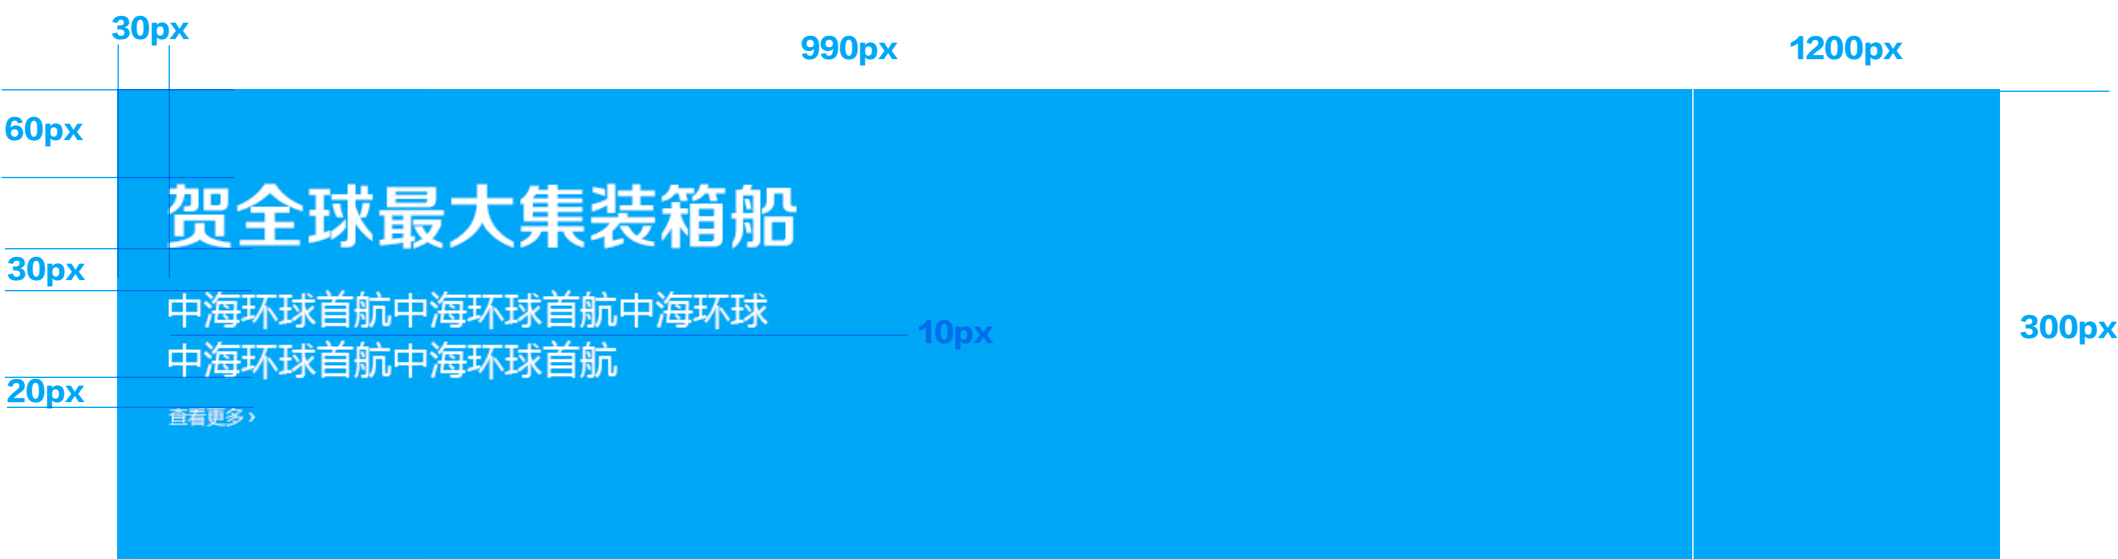 30px
990px
1200px
60px
贺全球最大集装箱船
30px
中海环球首航中海环球首航中海环球
10px
300px
中海环球首航中海环球首航
20px
查看更多 ›